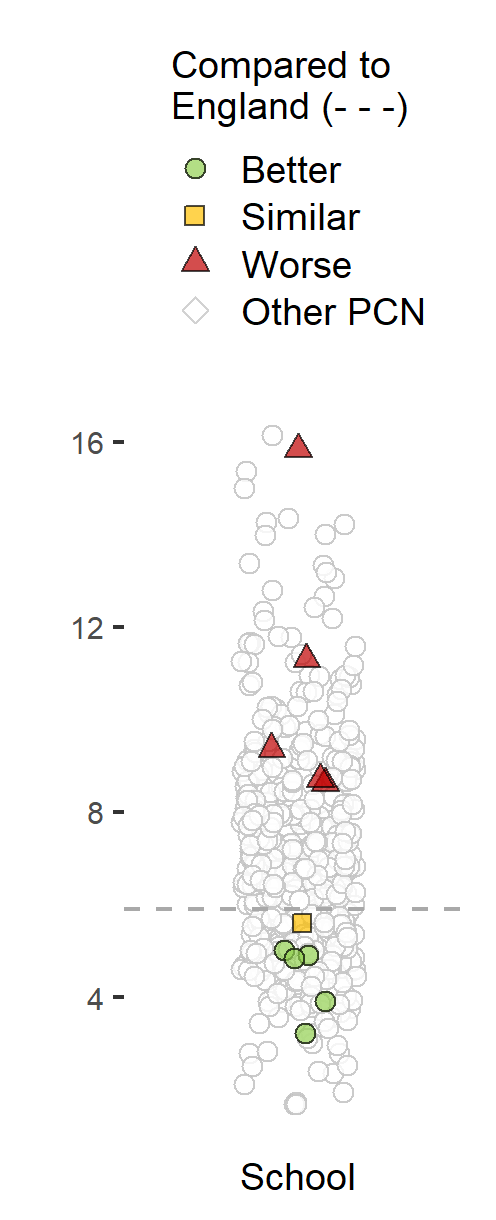 Compared to
England (- - -)
Better
Similar
Worse
Other PCN
16
12
8
4
School